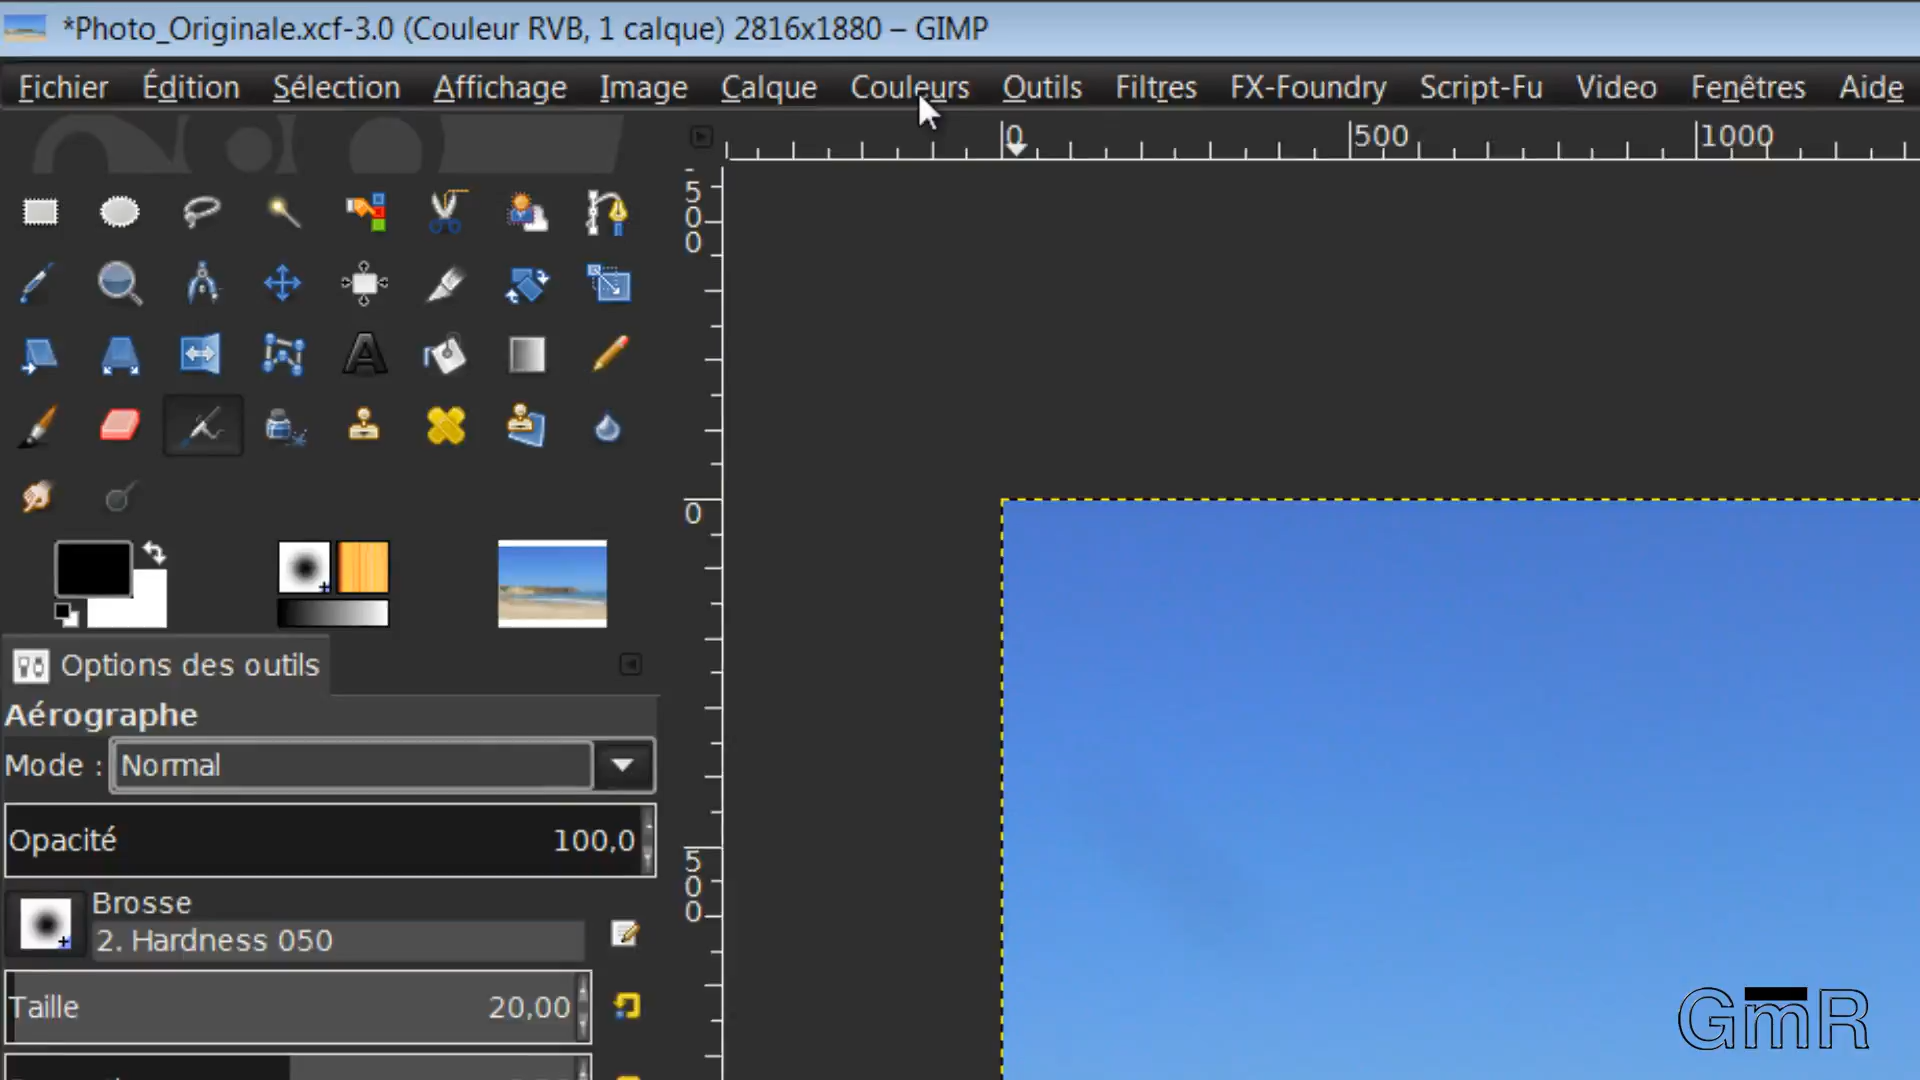 *Photo_Originale.xcf-3.0 (Couleur RVB, 1 calque) 2816x1880 – GIMP
Fichier Édition Sélection Affichage Image Calque Couleurs Outils Filtres FX-Foundry Script-Fu Video Fenêtres Aide
0 500 1000
500
0
Options des outils
Aérographe
Mode : Normal
Opacité 100,0
500
Brosse
2. Hardness 050
Taille 20,00
GmR